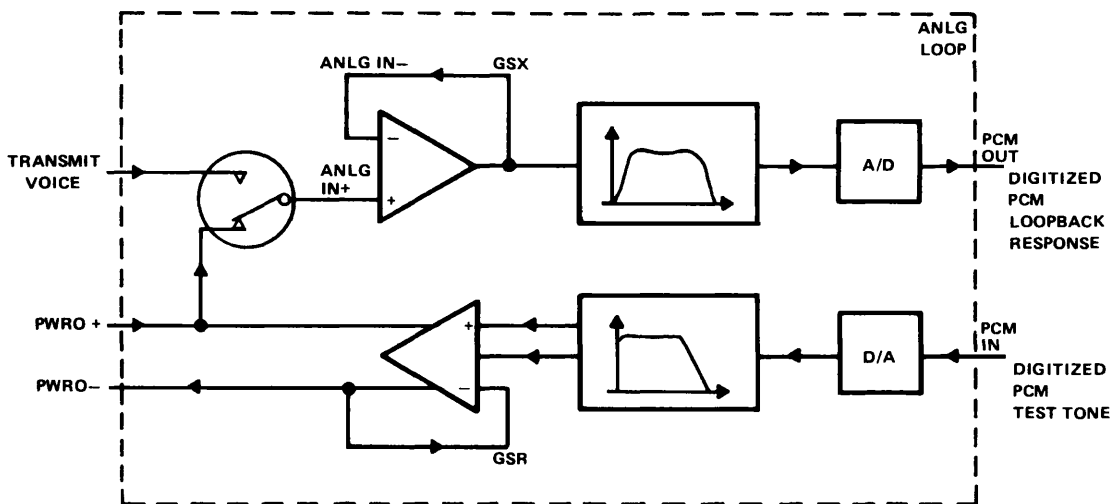 ANLG
LOOP
ANLG IN−
GSX
TRANSMIT
VOICE
ANLG
IN+
−
+
A/D
PCM
OUT
DIGITIZED
PCM
LOOPBACK
RESPONSE
PWRO +
PWRO−
+
−
GSR
D/A
PCM
IN
DIGITIZED
PCM
TEST TONE